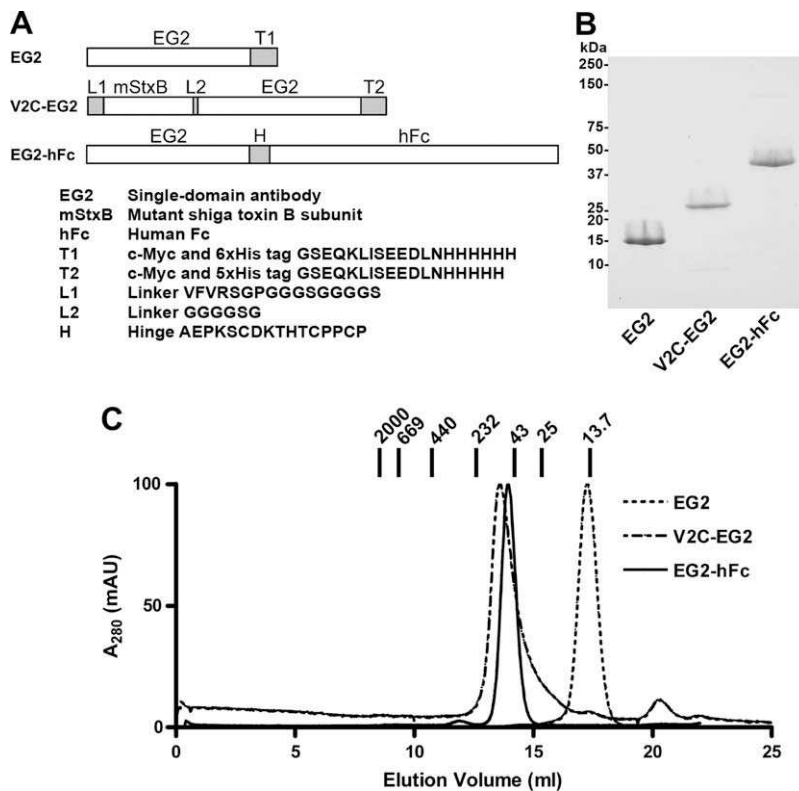 A
EG2 T1
EG2
L1 mStxB L2 EG2 T2
V2C-EG2
EG2 H hFc
EG2-hFc
EG2 Single-domain antibody
mStxB Mutant shiga toxin B subunit
hFc Human Fc
T1 c-Myc and 6xHis tag GSEQKLISEEDLNHHHHHH
T2 c-Myc and 5xHis tag GSEQKLISEEDLNHHHHH
L1 Linker VFVRSGPGGGSGGGGS
L2 Linker GGGGSG
H Hinge AEPKSCDKTHTCPPCP
B
kDa
250-
150-
75-
50-
37-
25-
20-
15-
10-
EG2 V2C-EG2 EG2-hFc
C
2000 669 440 232 43 25 13.7
100
50
0
A280 (mAU)
EG2
V2C-EG2
EG2-hFc
0 5 10 15 20 25
Elution Volume (ml)